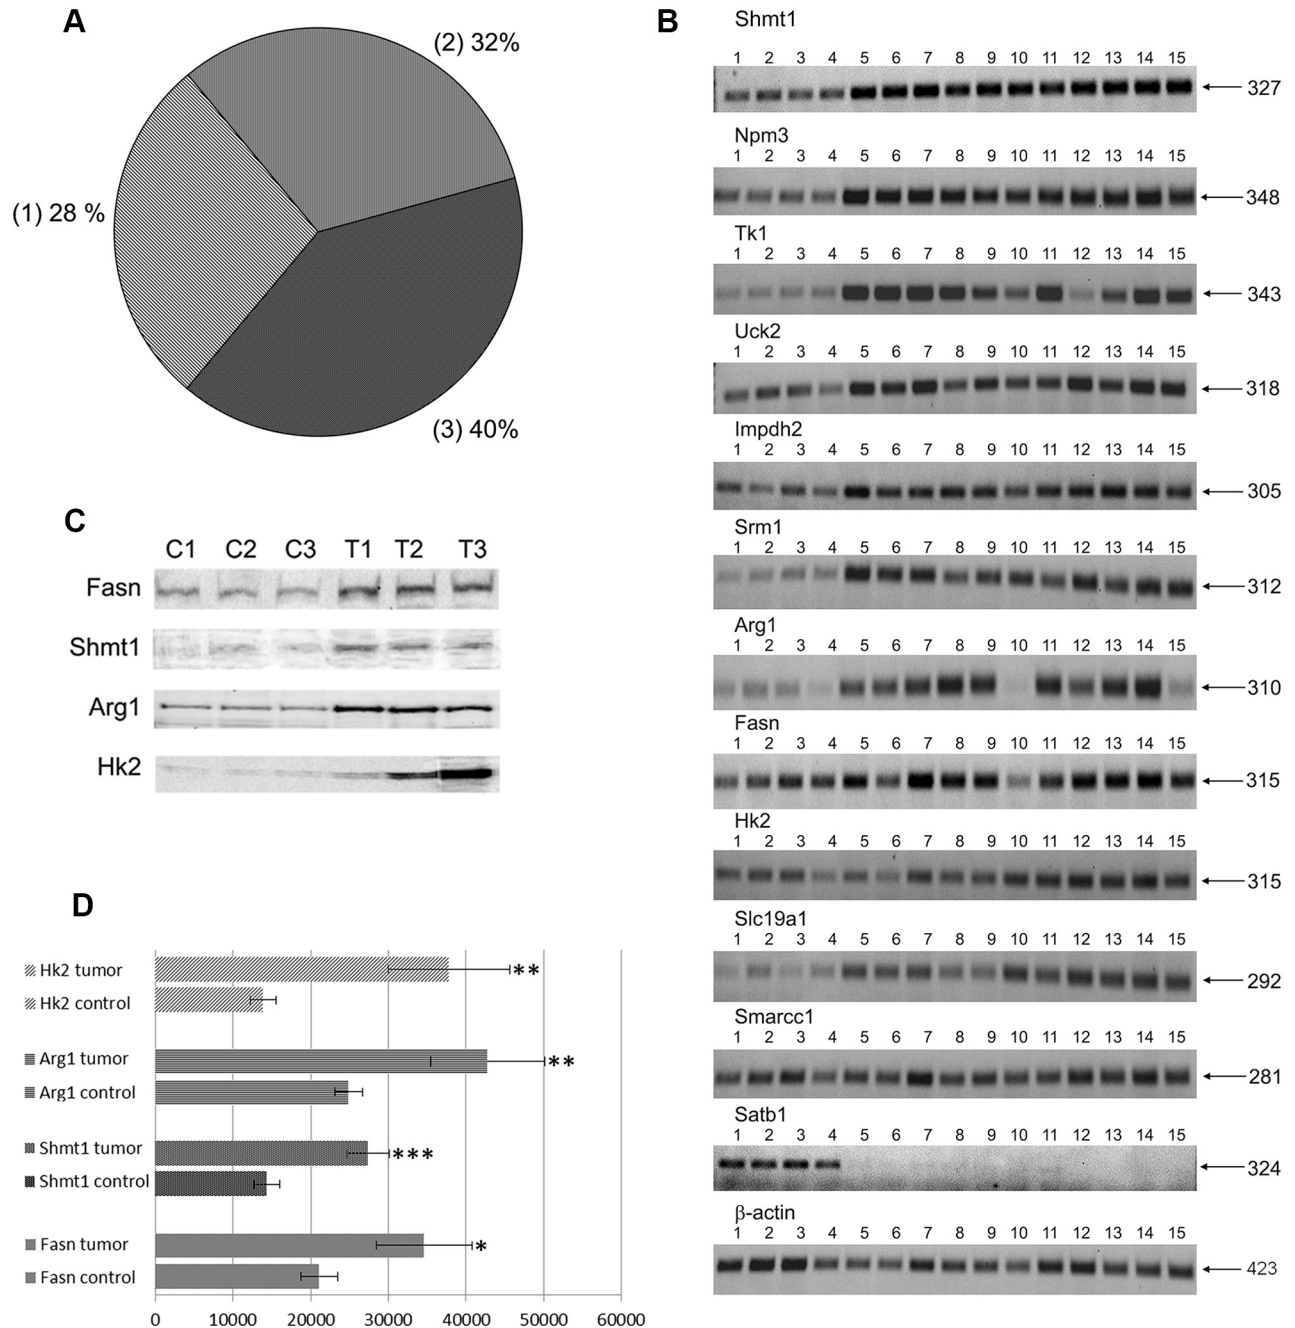 A
(2) 32%
(1) 28 %
(3) 40%
B
Shmt1
1 2 3 4 5 6 7 8 9 10 11 12 13 14 15
327
Npm3
1 2 3 4 5 6 7 8 9 10 11 12 13 14 15
348
Tk1
1 2 3 4 5 6 7 8 9 10 11 12 13 14 15
343
Uck2
1 2 3 4 5 6 7 8 9 10 11 12 13 14 15
318
Impdh2
1 2 3 4 5 6 7 8 9 10 11 12 13 14 15
305
Srm1
1 2 3 4 5 6 7 8 9 10 11 12 13 14 15
312
Arg1
1 2 3 4 5 6 7 8 9 10 11 12 13 14 15
310
Fasn
1 2 3 4 5 6 7 8 9 10 11 12 13 14 15
315
Hk2
1 2 3 4 5 6 7 8 9 10 11 12 13 14 15
315
Slc19a1
1 2 3 4 5 6 7 8 9 10 11 12 13 14 15
292
Smarcc1
1 2 3 4 5 6 7 8 9 10 11 12 13 14 15
281
Satb1
1 2 3 4 5 6 7 8 9 10 11 12 13 14 15
324
β-actin
1 2 3 4 5 6 7 8 9 10 11 12 13 14 15
423
C
C1 C2 C3 T1 T2 T3
Fasn
Shmt1
Arg1
Hk2
D
Hk2 tumor
**
Hk2 control
Arg1 tumor
**
Arg1 control
Shmt1 tumor
***
Shmt1 control
Fasn tumor
*
Fasn control
0 10000 20000 30000 40000 50000 60000